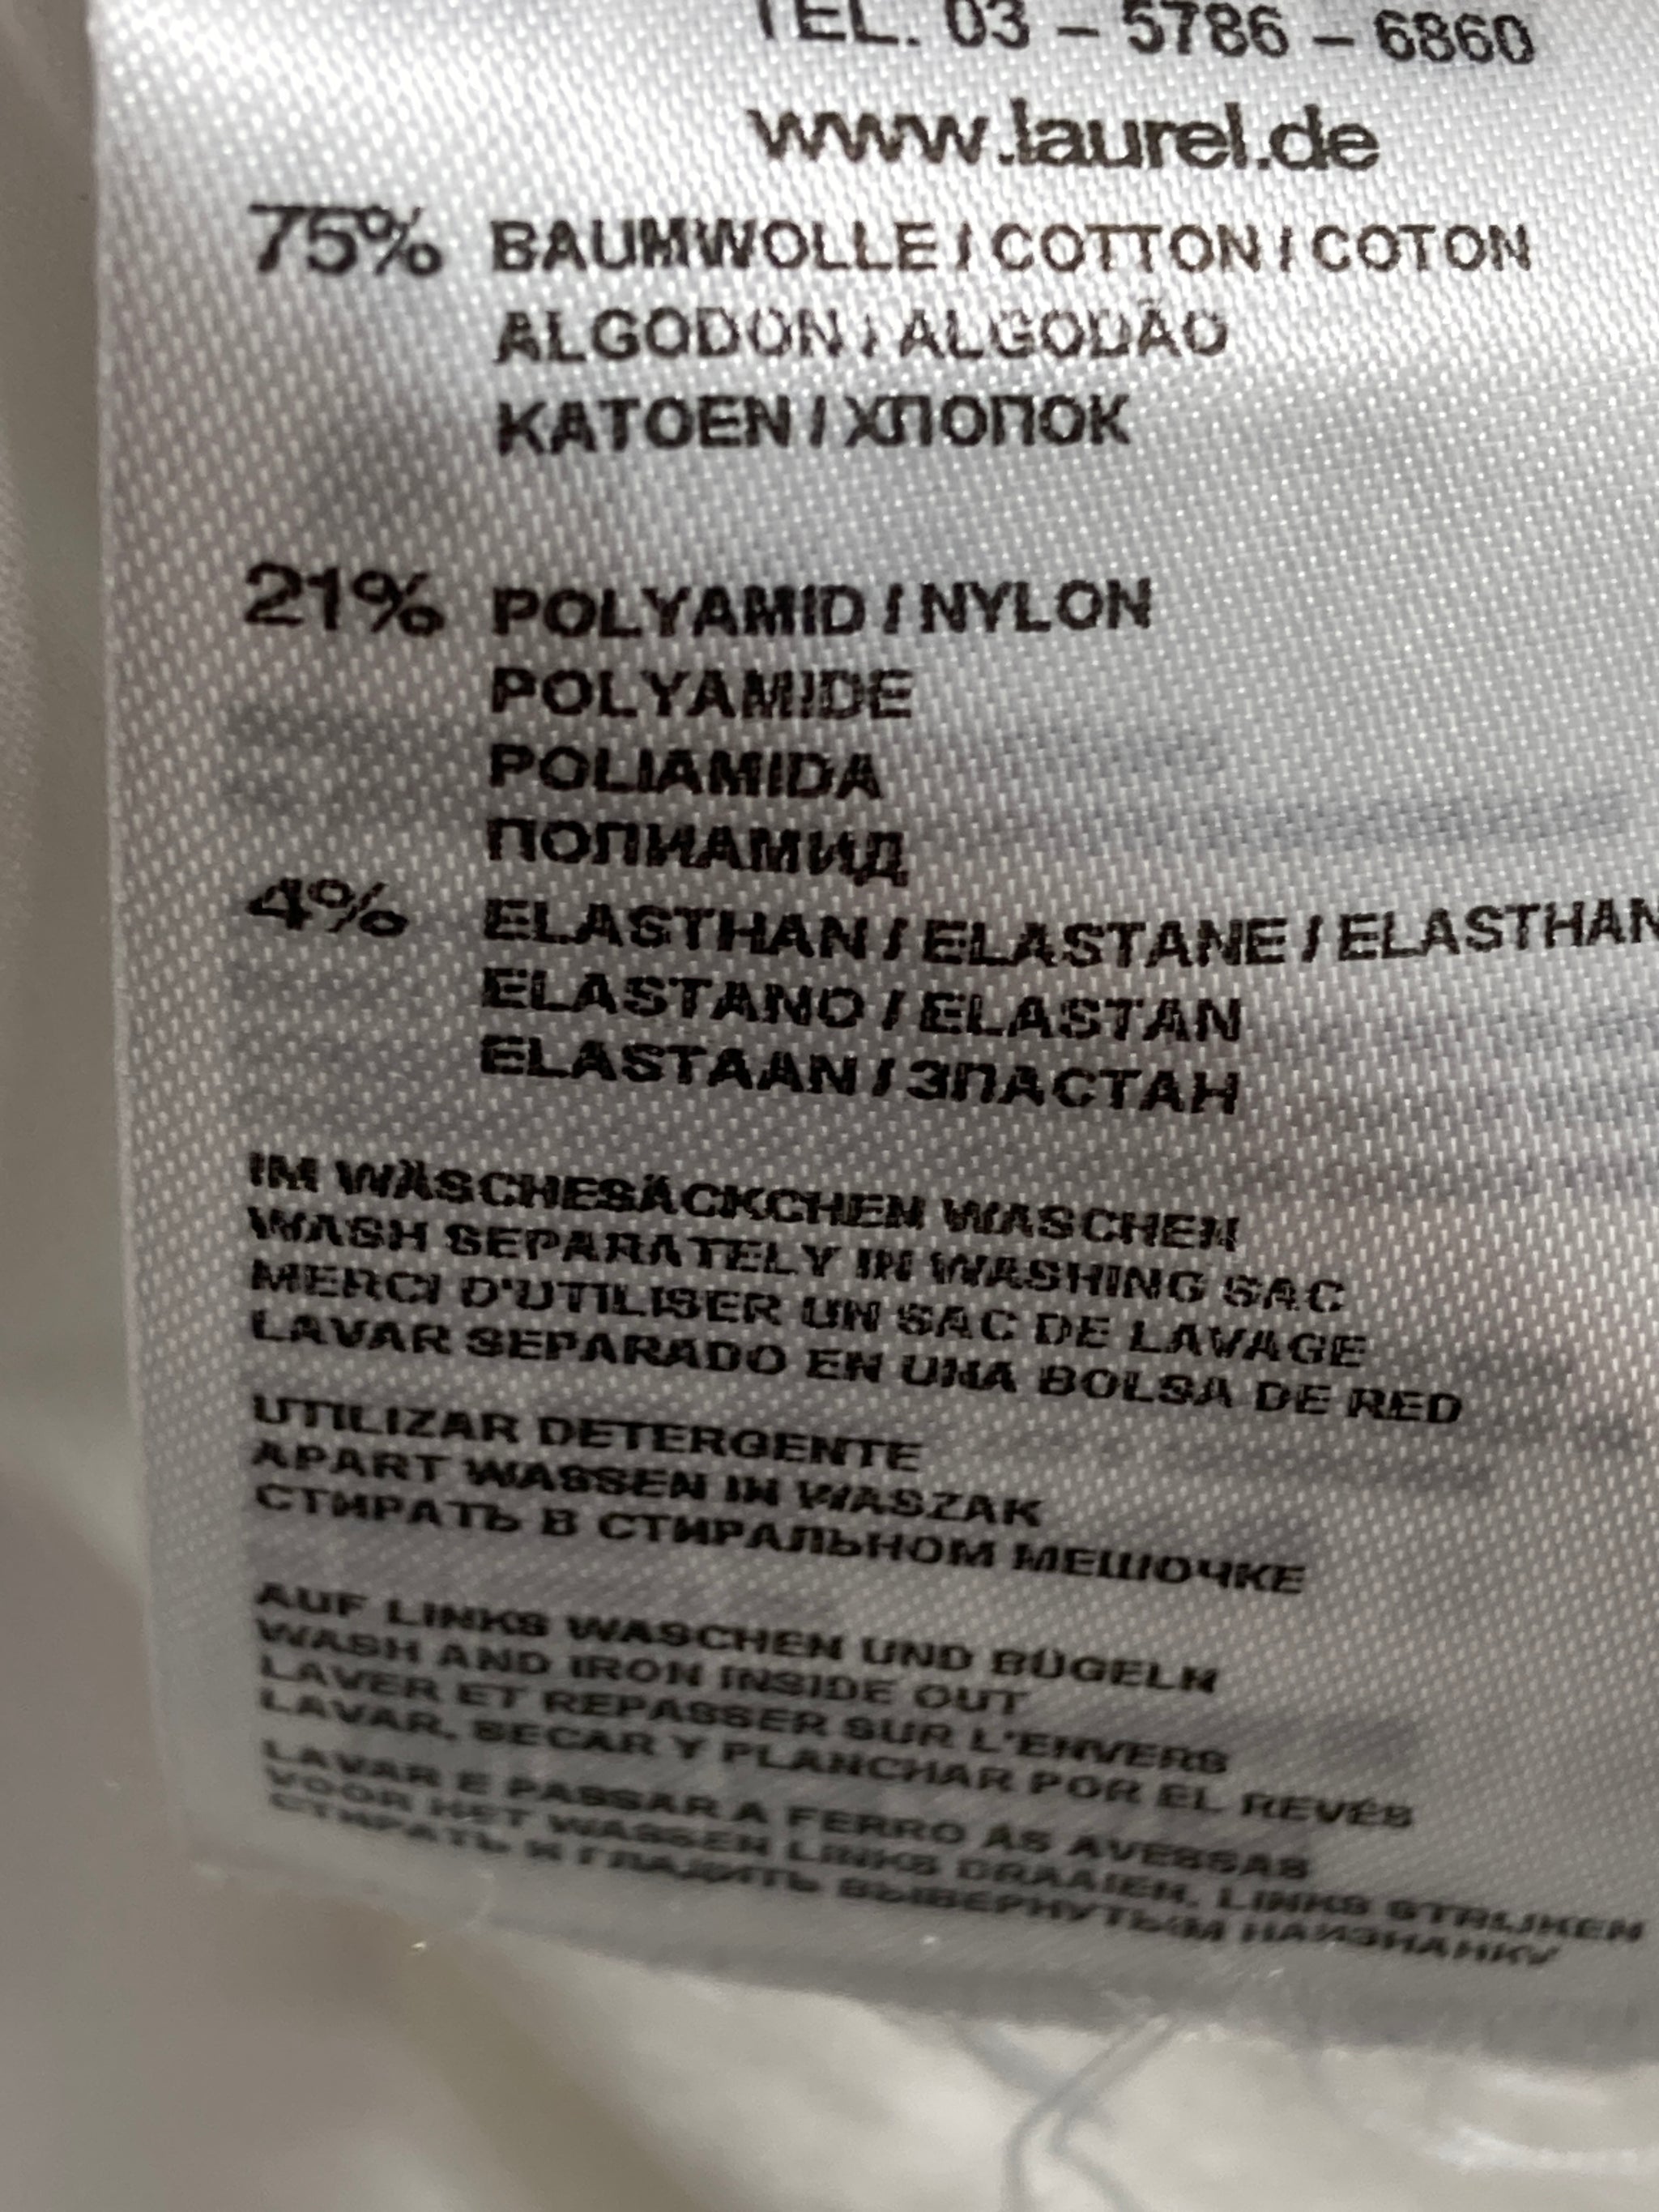 TEL. 03 – 5786 – 6860
www.laurel.de
75% BAUMWOLLE / COTTON / COTON
ALGODON / ALGODÃO
KATOEN / ХЛОПОК
21% POLYAMID / NYLON
POLYAMIDE
POLIAMIDA
ПОЛИАМИД
4% ELASTHAN / ELASTANE / ELASTHAN
ELASTANO / ELASTAN
ELASTAAN / ЗЛАСТАН
IM WÄSCHESÄCKCHEN WASCHEN
WASH SEPARATELY IN WASHING SAC
MERCI D'UTILISER UN SAC DE LAVAGE
LAVAR SEPARADO EN UNA BOLSA DE RED
UTILIZAR DETERGENTE
APART WASSEN IN WASZAK
СТИРАТЬ В СТИРАЛЬНОМ МЕШОЧКЕ
AUF LINKS WASCHEN UND BÜGELN
WASH AND IRON INSIDE OUT
LAVER ET REPASSER SUR L'ENVERS
LAVAR, SECAR Y PLANCHAR POR EL REVÉS
LAVAR E PASSAR A FERRO ÀS AVESSAS
VOOR HET WASSEN LINKS DRAAIEN, LINKS STRIJKEN
СТИРАТЬ И ГЛАДИТЬ ВЫВЕРНУТЫМ НАИЗНАНКУ